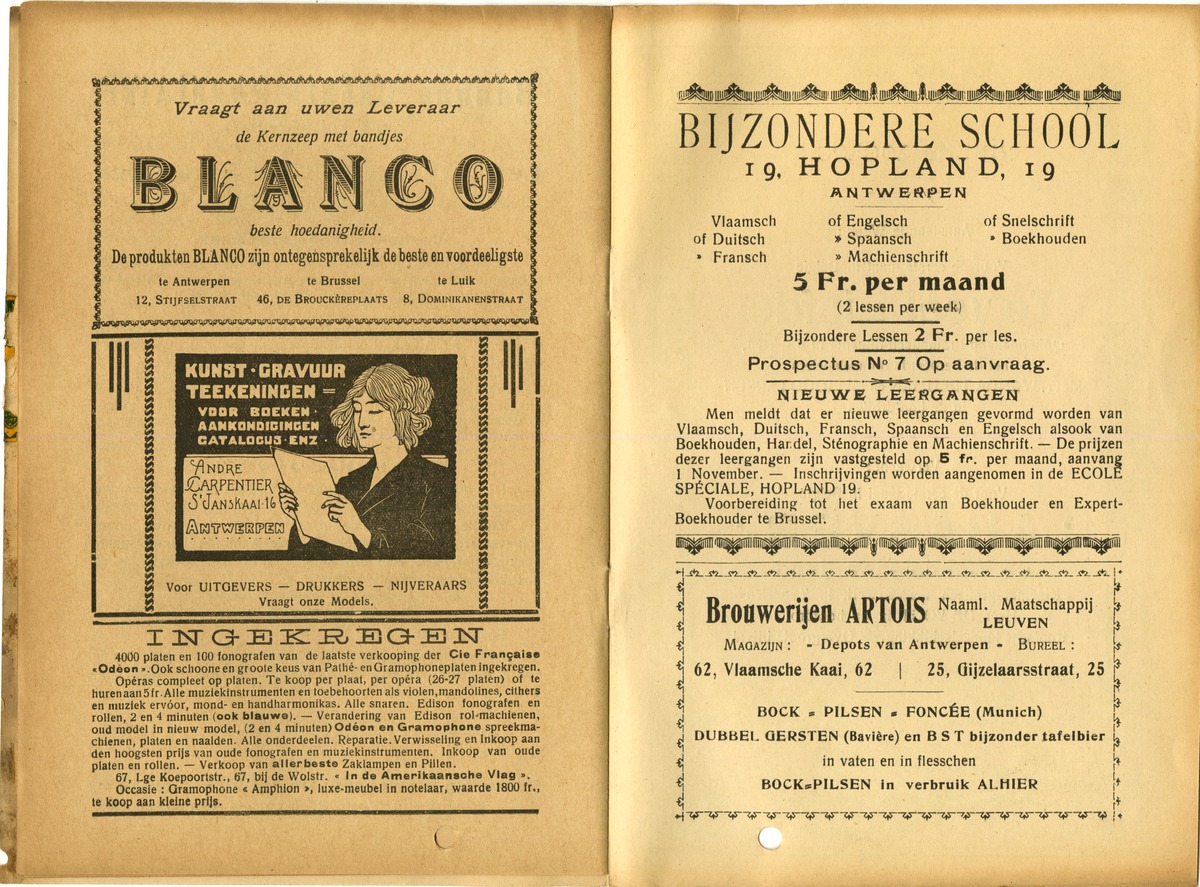 Vraagt aan uwen Leveraar
de Kernzeep met bandjes
BLANCO
beste hoedanigheid.
De produkten BLANCO zijn ontegensprekelijk de beste en voordeeligste
te Antwerpen te Brussel te Luik
12, STIJFSELSTRAAT 46, DE BROUCKÈREPLAATS 8, DOMINIKANENSTRAAT
KUNST · GRAVUUR
TEEKENINGEN =
VOOR BOEKEN ·
AANKONDIGINGEN
CATALOGUS · ENZ ·
ANDRE
CARPENTIER
ST JANSKAAI · 16
ANTWERPEN
Voor UITGEVERS — DRUKKERS — NIJVERAARS
Vraagt onze Models.
INGEKREGEN
4000 platen en 100 fonografen van de laatste verkooping der Cie Française
«Odéon». Ook schoone en groote keus van Pathé- en Gramophoneplaten ingekregen.
Opéras compleet op platen. Te koop per plaat, per opéra (26-27 platen) of te
huren aan 5 fr. Alle muziekinstrumenten en toebehoorten als violen, mandolines, cithers
en muziek ervóor, mond- en handharmonikas. Alle snaren. Edison fonografen en
rollen, 2 en 4 minuten (ook blauwe). — Verandering van Edison rol-machienen,
oud model in nieuw model, (2 en 4 minuten) Odéon en Gramophone spreekma-
chienen, platen en naalden. Alle onderdeelen. Reparatie. Verwisseling en Inkoop aan
den hoogsten prijs van oude fonografen en muziekinstrumenten. Inkoop van oude
platen en rollen. — Verkoop van allerbeste Zaklampen en Pillen.
67, Lge Koepoortstr., 67, bij de Wolstr. « In de Amerikaansche Vlag ».
Occasie : Gramophone « Amphion », luxe-meubel in notelaar, waarde 1800 fr.,
te koop aan kleine prijs.
BIJZONDERE SCHOOL
19, HOPLAND, 19
ANTWERPEN
Vlaamsch of Engelsch of Snelschrift
of Duitsch » Spaansch » Boekhouden
» Fransch » Machienschrift
5 Fr. per maand
(2 lessen per week)
Bijzondere Lessen 2 Fr. per les.
Prospectus No 7 Op aanvraag.
NIEUWE LEERGANGEN
Men meldt dat er nieuwe leergangen gevormd worden van
Vlaamsch, Duitsch, Fransch, Spaansch en Engelsch alsook van
Boekhouden, Handel, Sténographie en Machienschrift. — De prijzen
dezer leergangen zijn vastgesteld op 5 fr. per maand, aanvang
1 November. — Inschrijvingen worden aangenomen in de ECOLE
SPÉCIALE, HOPLAND 19.
Voorbereiding tot het exaam van Boekhouder en Expert-
Boekhouder te Brussel.
Brouwerijen ARTOIS Naaml. Maatschappij
LEUVEN
MAGAZIJN : - Depots van Antwerpen - BUREEL :
62, Vlaamsche Kaai, 62 | 25, Gijzelaarsstraat, 25
BOCK = PILSEN = FONCÉE (Munich)
DUBBEL GERSTEN (Bavière) en B S T bijzonder tafelbier
in vaten en in flesschen
BOCK=PILSEN in verbruik ALHIER